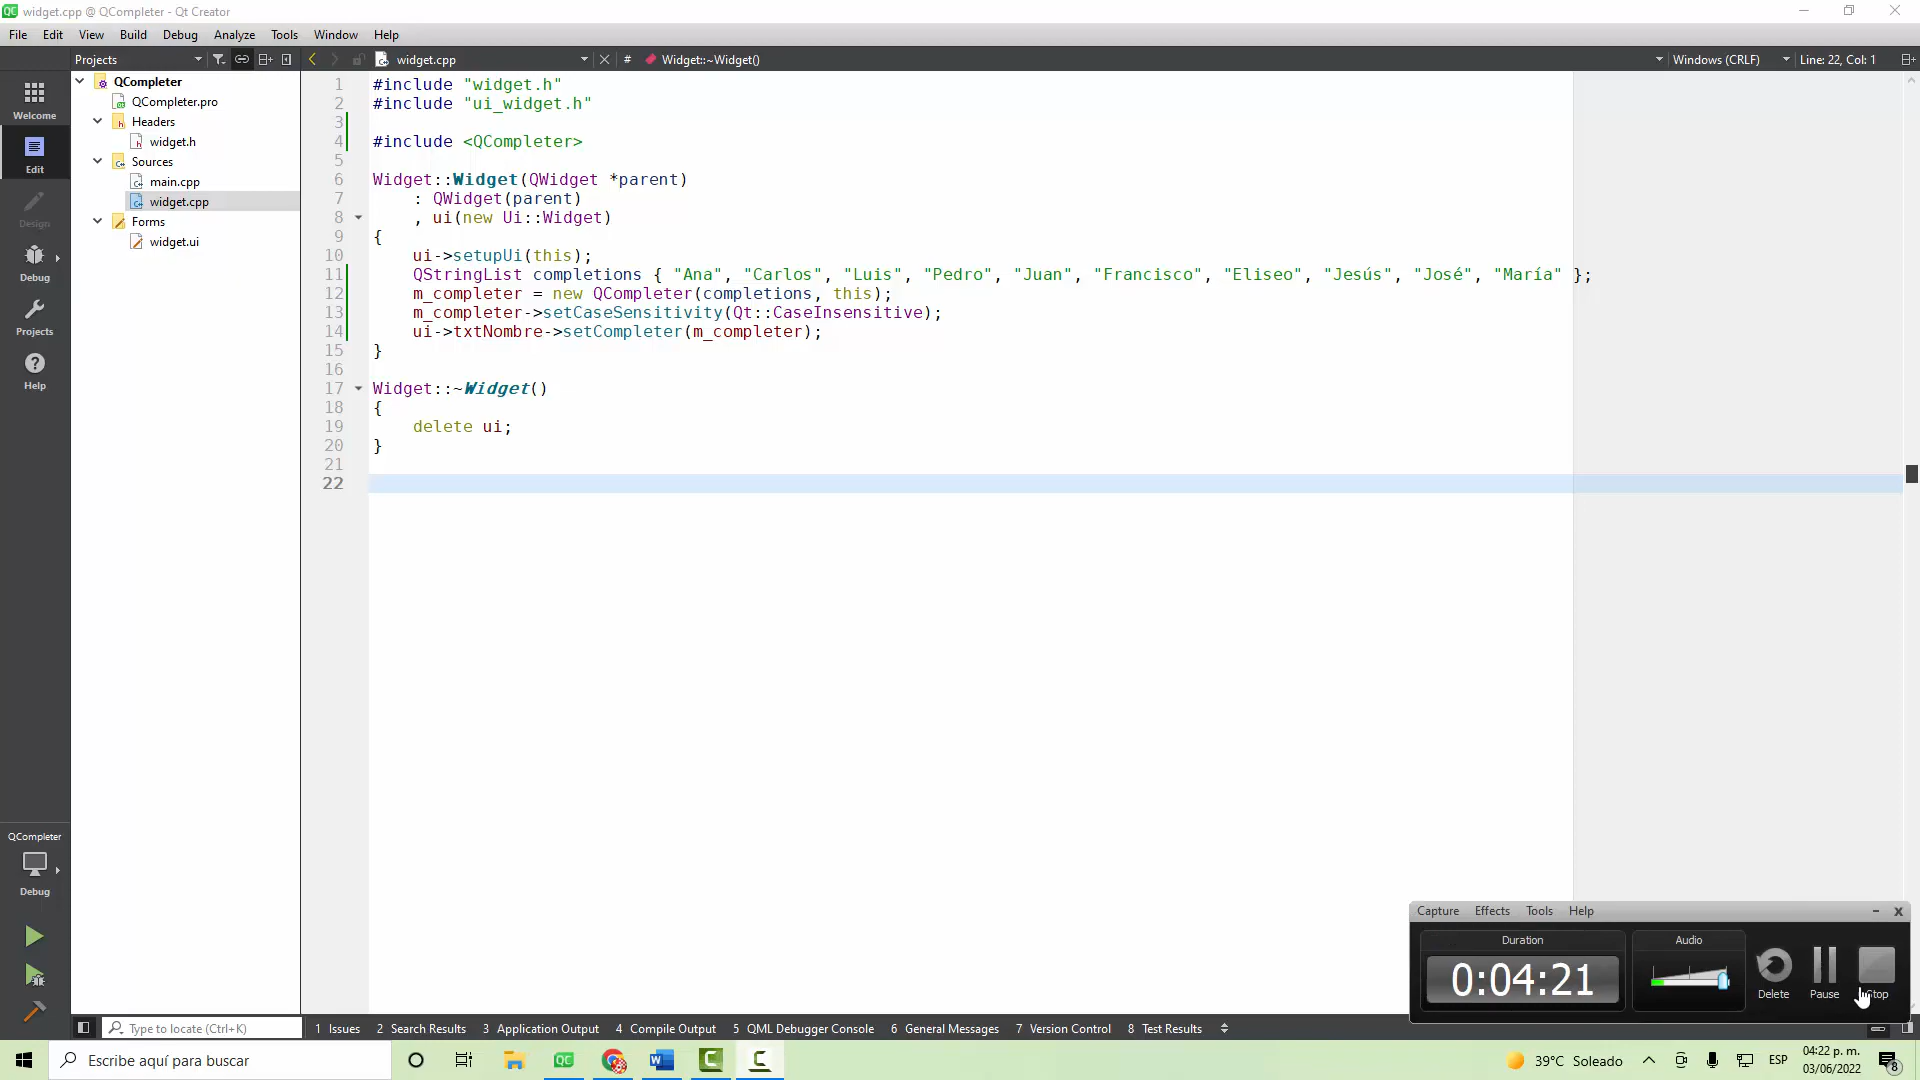 QC widget.cpp @ QCompleter - Qt Creator
File Edit View Build Debug Analyze Tools Window Help
Projects widget.cpp # Widget::~Widget() Windows (CRLF) Line: 22, Col: 1
Welcome
Edit
Design
Debug
Projects
Help
QCompleter
Debug
QCompleter
QCompleter.pro
Headers
widget.h
Sources
main.cpp
widget.cpp
Forms
widget.ui
1 #include "widget.h"
2 #include "ui_widget.h"
3
4 #include <QCompleter>
5
6 Widget::Widget(QWidget *parent)
7 : QWidget(parent)
8 , ui(new Ui::Widget)
9 {
10 ui->setupUi(this);
11 QStringList completions { "Ana", "Carlos", "Luis", "Pedro", "Juan", "Francisco", "Eliseo", "Jesús", "José", "María" };
12 m_completer = new QCompleter(completions, this);
13 m_completer->setCaseSensitivity(Qt::CaseInsensitive);
14 ui->txtNombre->setCompleter(m_completer);
15 }
16
17 Widget::~Widget()
18 {
19 delete ui;
20 }
21
22
Capture Effects Tools Help
Duration Audio
0:04:21
Delete Pause Stop
Type to locate (Ctrl+K) 1 Issues 2 Search Results 3 Application Output 4 Compile Output 5 QML Debugger Console 6 General Messages 7 Version Control 8 Test Results
Escribe aquí para buscar QC 39°C Soleado ESP 04:22 p. m.
03/06/2022 8